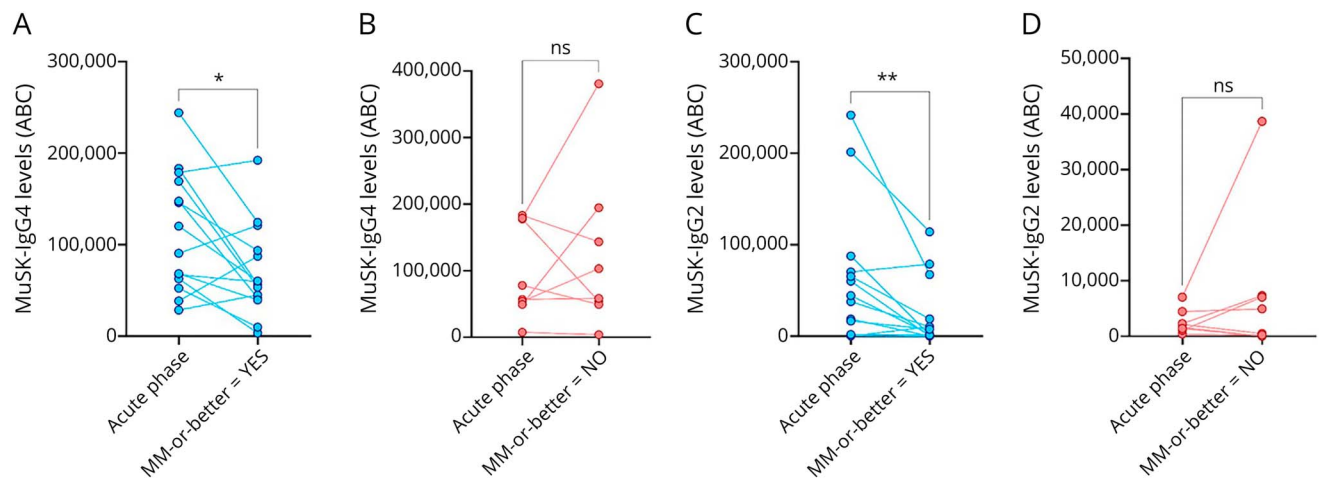 A
MuSK-IgG4 levels (ABC)
300,000
200,000
100,000
0
*
Acute phase
MM-or-better = YES
B
MuSK-IgG4 levels (ABC)
400,000
300,000
200,000
100,000
0
ns
Acute phase
MM-or-better = NO
C
MuSK-IgG2 levels (ABC)
300,000
200,000
100,000
0
**
Acute phase
MM-or-better = YES
D
MuSK-IgG2 levels (ABC)
50,000
40,000
30,000
20,000
10,000
0
ns
Acute phase
MM-or-better = NO